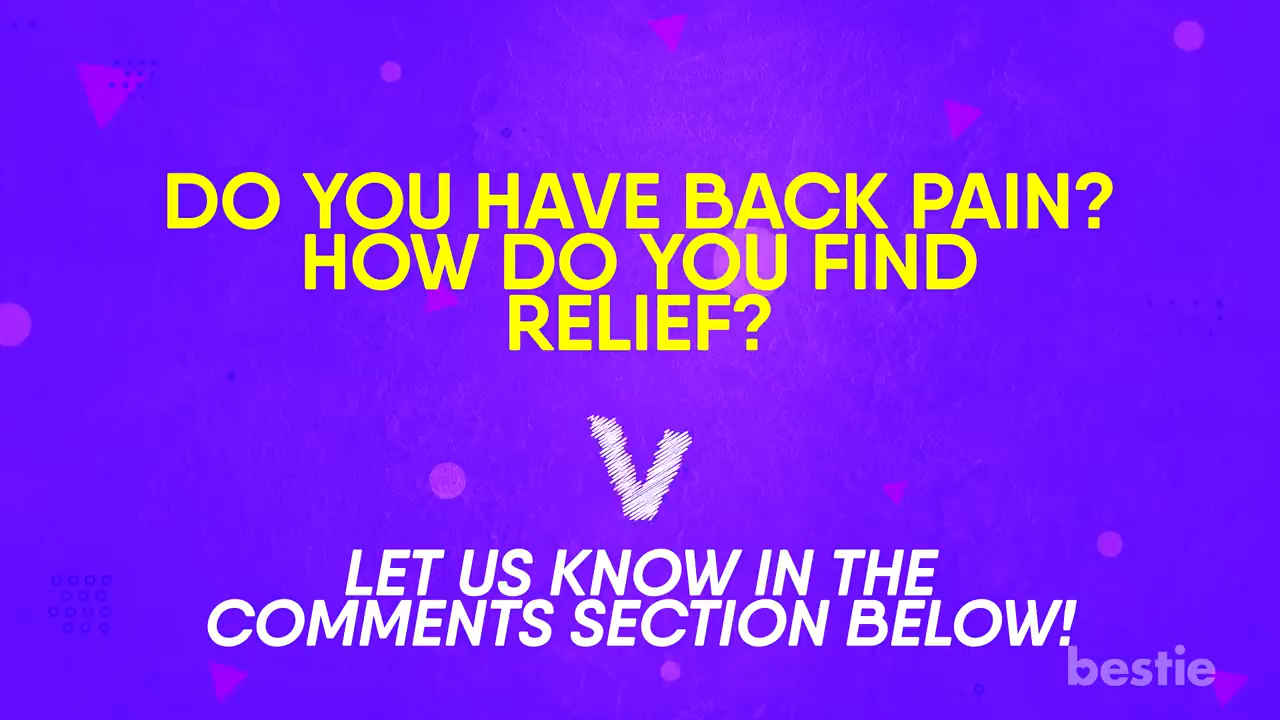 DO YOU HAVE BACK PAIN?
HOW DO YOU FIND
RELIEF?
LET US KNOW IN THE
COMMENTS SECTION BELOW!
bestie